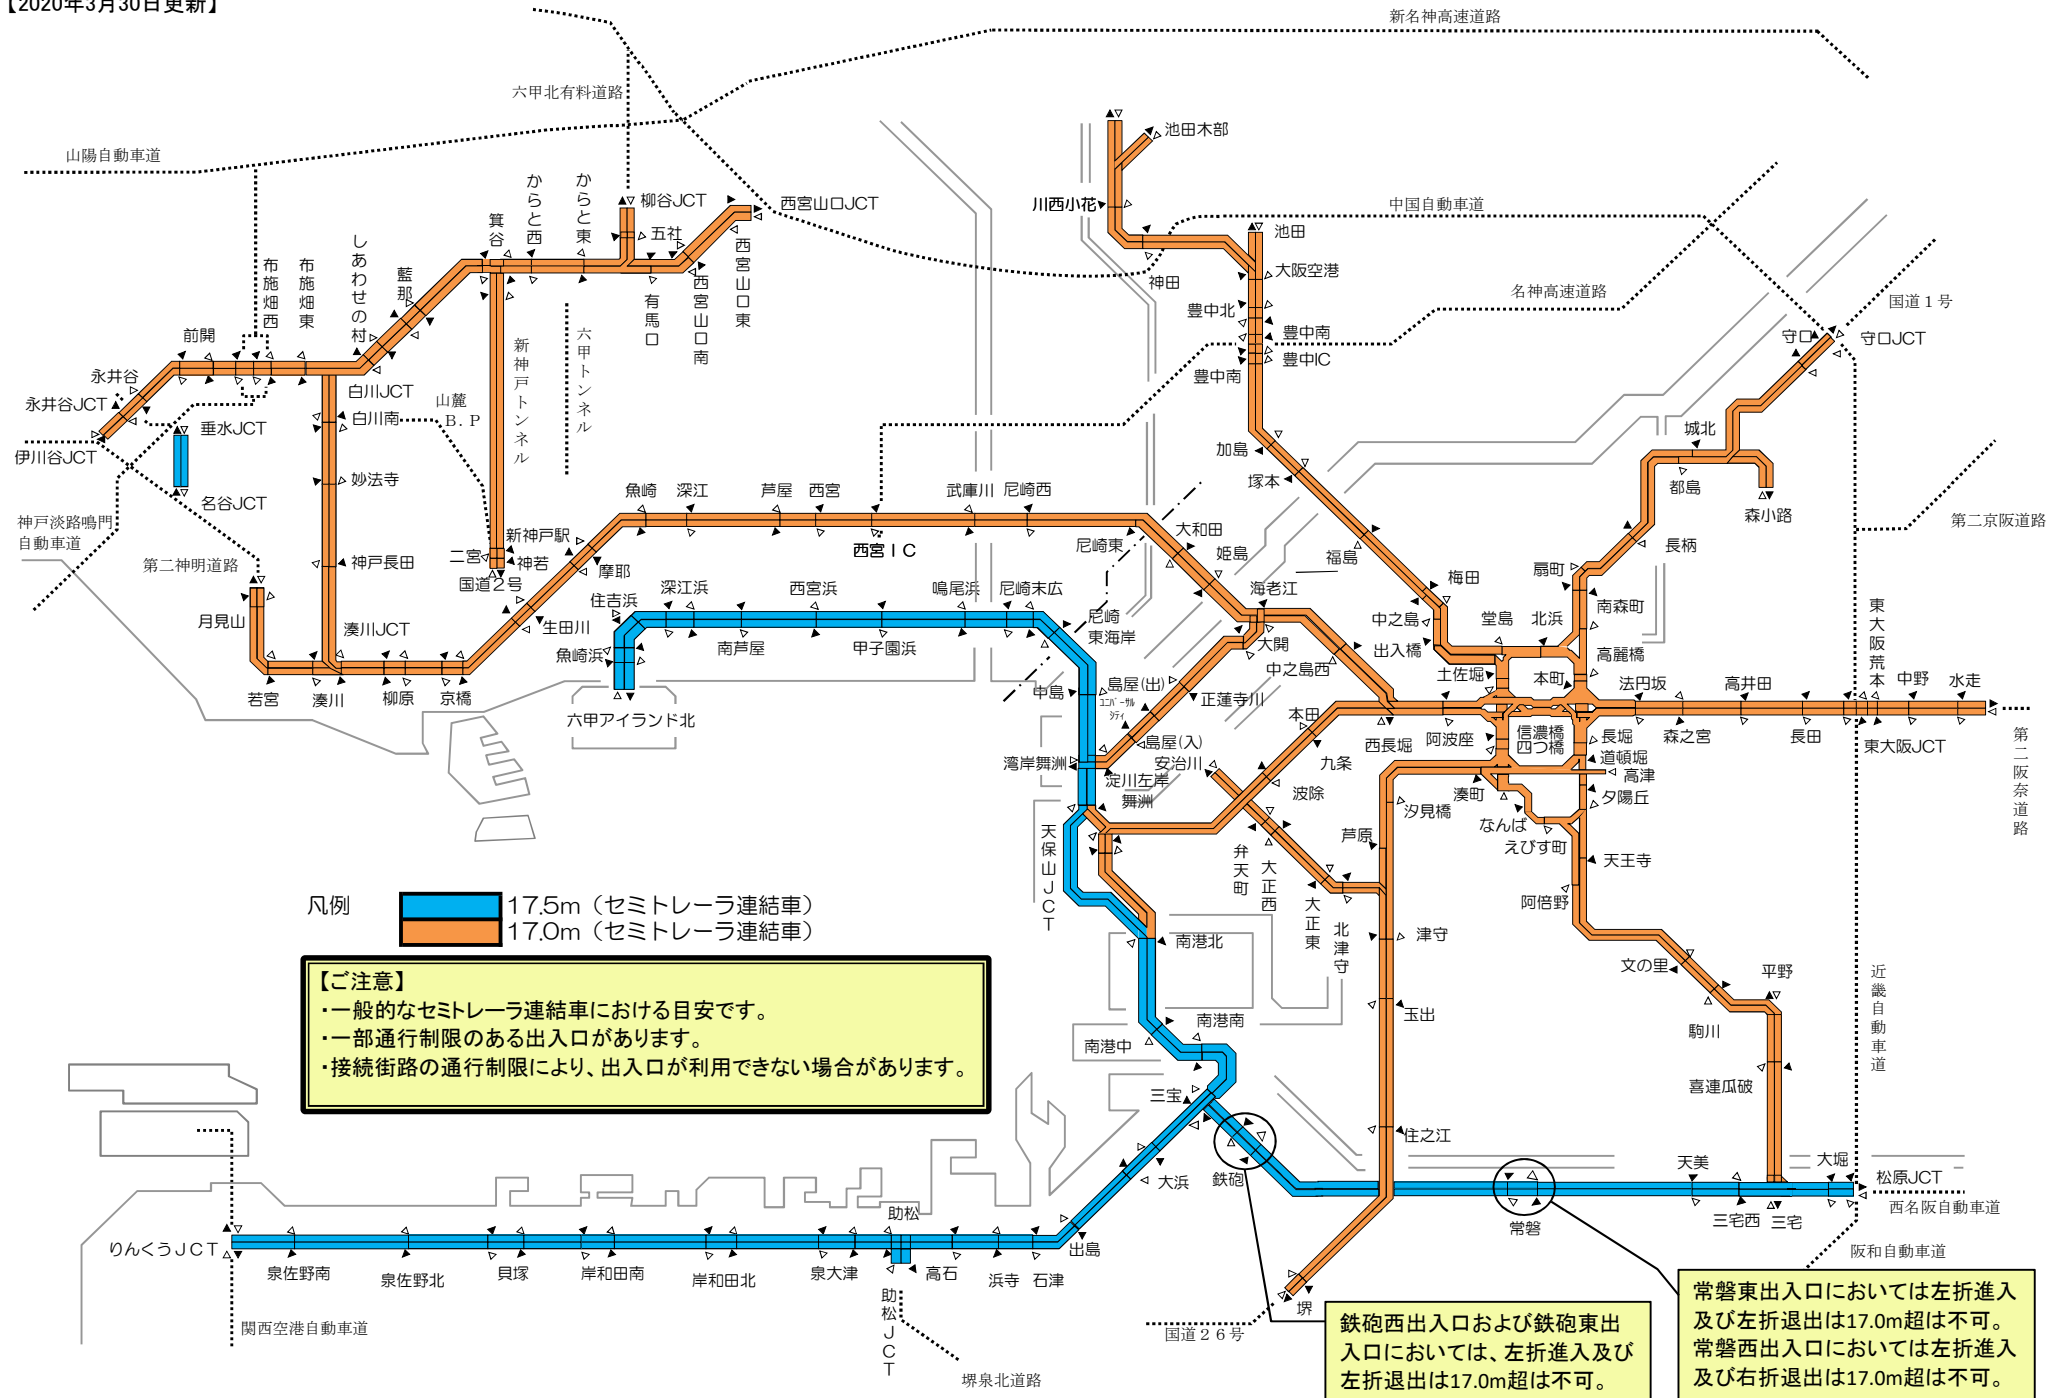 【2020年3月30日更新】
新名神高速道路
六甲北有料道路
山陽自動車道
池田木部
川西小花
中国自動車道
柳谷JCT
西宮山口JCT
からと西
からと東
箕谷
五社
西宮山口東
池田
大阪空港
神田
名神高速道路
国道1号
しあわせの村
藍那
布施畑西
布施畑東
有馬口
西宮山口南
豊中北
豊中南
豊中IC
豊中南
守口
守口JCT
前開
新神戸トンネル
六甲トンネル
永井谷
永井谷JCT
白川JCT
白川南
山麓
B.P
垂水JCT
伊川谷JCT
加島
塚本
城北
都島
森小路
妙法寺
名谷JCT
神戸淡路鳴門
自動車道
魚崎
深江
芦屋
西宮
武庫川
尼崎西
西宮IC
尼崎東
大和田
姫島
福島
長柄
第二京阪道路
第二神明道路
神戸長田
二宮
新神戸駅
神若
国道2号
摩耶
扇町
南森町
梅田
海老江
中之島
堂島
北浜
出入橋
高麗橋
東大阪荒本
月見山
湊川JCT
生田川
住吉浜
深江浜
西宮浜
鳴尾浜
尼崎末広
尼崎
東海岸
南芦屋
甲子園浜
魚崎浜
大開
中之島西
土佐堀
本町
法円坂
高井田
中野
水走
若宮
湊川
柳原
京橋
六甲アイランド北
中島
島屋(出)
ユニバーサル
シティ
正蓮寺川
本田
西長堀
阿波座
信濃橋
四つ橋
長堀
道頓堀
森之宮
長田
東大阪JCT
第二阪奈道路
島屋(入)
湾岸舞洲
安治川
淀川左岸
舞洲
九条
波除
汐見橋
湊町
高津
夕陽丘
なんば
えびす町
天保山JCT
弁天町
大正西
芦原
天王寺
阿倍野
凡例
17.5m(セミトレーラ連結車)
17.0m(セミトレーラ連結車)
大正東
北津守
津守
南港北
文の里
平野
近畿自動車道
【ご注意】
・一般的なセミトレーラ連結車における目安です。
・一部通行制限のある出入口があります。
・接続街路の通行制限により、出入口が利用できない場合があります。
玉出
駒川
南港南
南港中
喜連瓜破
三宝
住之江
大浜
鉄砲
常磐
天美
大堀
松原JCT
三宅西
三宅
西名阪自動車道
りんくうJCT
助松
出島
阪和自動車道
泉佐野南
泉佐野北
貝塚
岸和田南
岸和田北
泉大津
高石
浜寺
石津
助松JCT
堺
関西空港自動車道
国道26号
堺泉北道路
鉄砲西出入口および鉄砲東出
入口においては、左折進入及び
左折退出は17.0m超は不可。
常磐東出入口においては左折進入
及び左折退出は17.0m超は不可。
常磐西出入口においては左折進入
及び右折退出は17.0m超は不可。